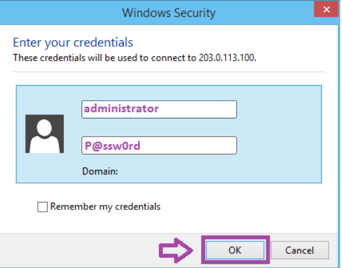 Windows Security
Enter your credentials
These credentials will be used to connect to 203.0.113.100.
administrator
P@ssw0rd
Domain:
Remember my credentials
OK
Cancel